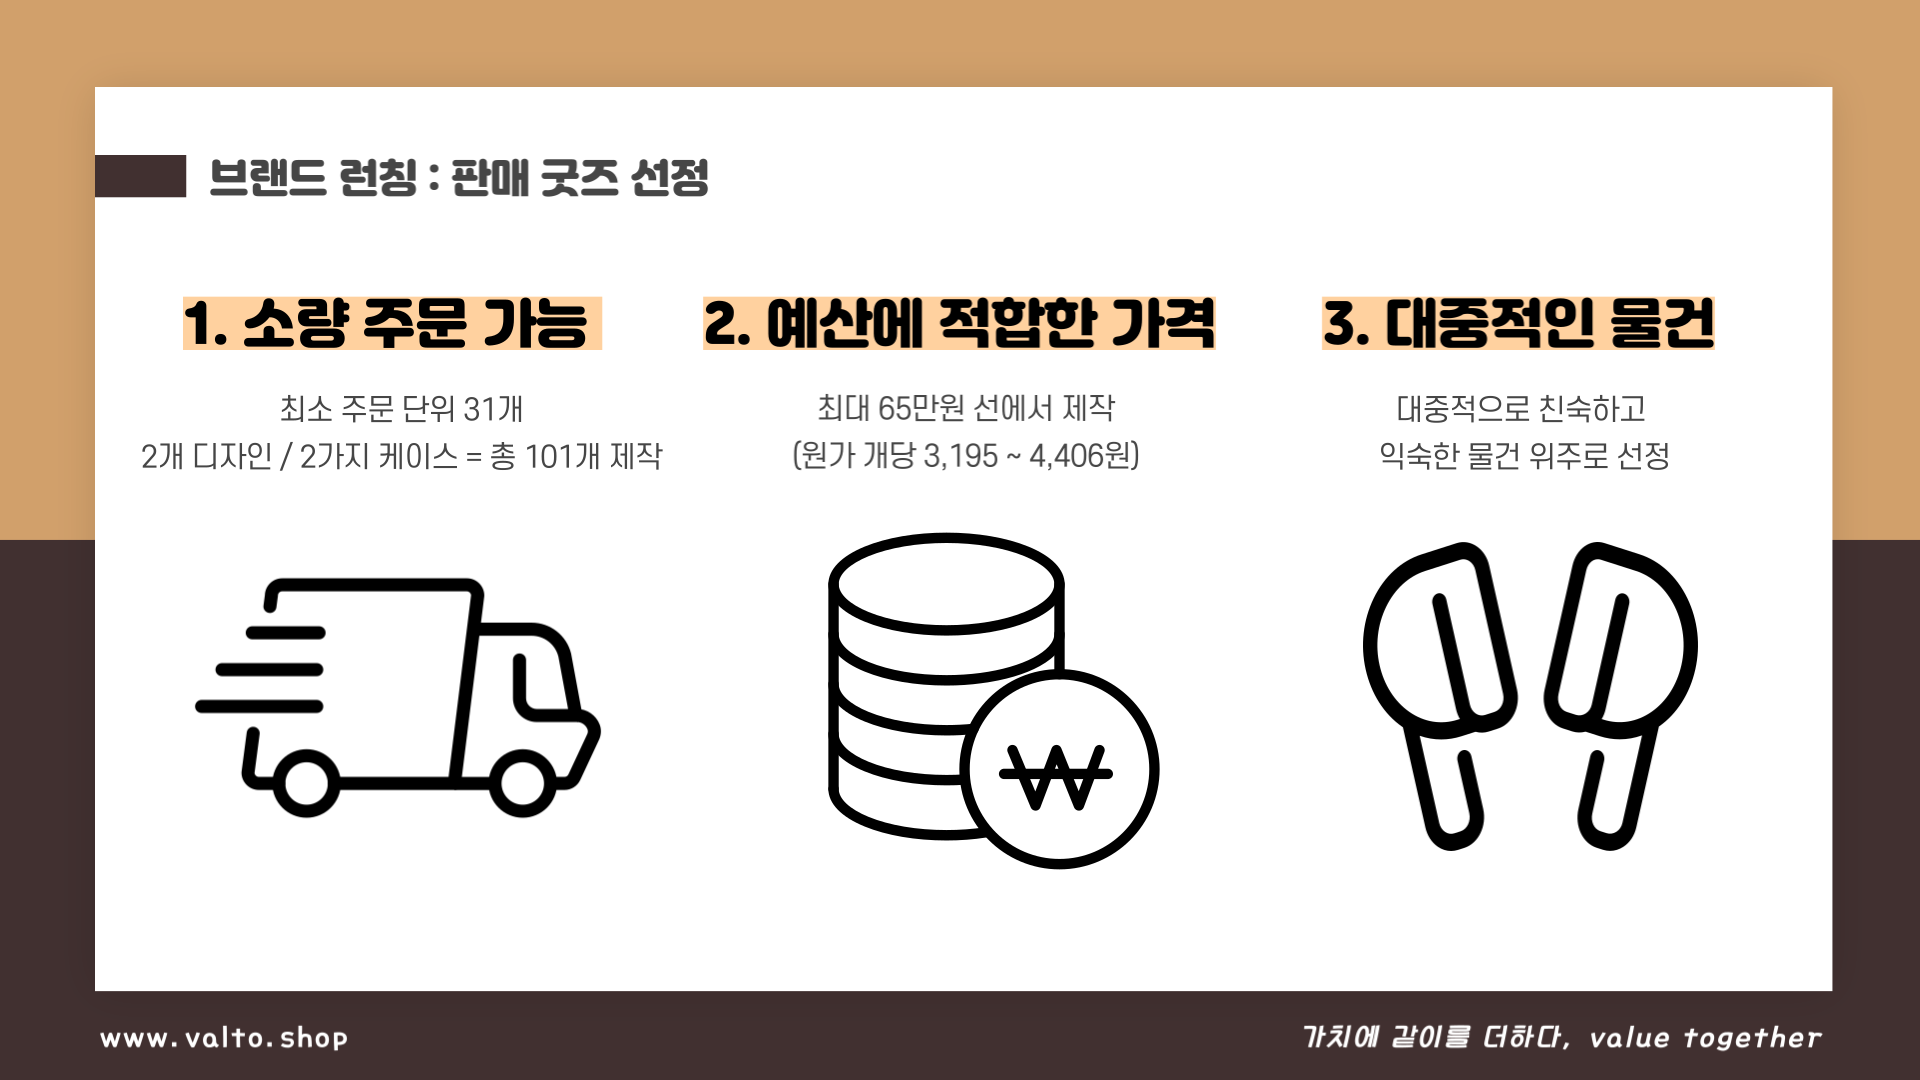 브랜드 런칭 : 판매 굿즈 선정
1. 소량 주문 가능
최소 주문 단위 31개
2개 디자인 / 2가지 케이스 = 총 101개 제작
2. 예산에 적합한 가격
최대 65만원 선에서 제작
(원가 개당 3,195 ~ 4,406원)
3. 대중적인 물건
대중적으로 친숙하고
익숙한 물건 위주로 선정
₩
www.valto.shop
가치에 같이를 더하다, value together